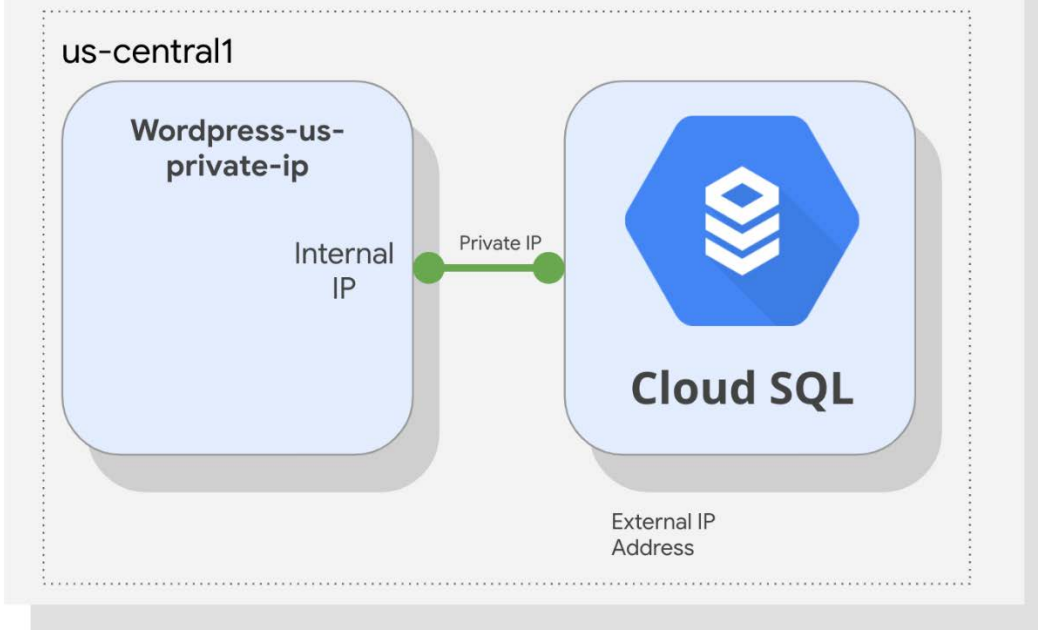 us-central1
Wordpress-us-
private-ip
Internal
IP
Private IP
Cloud SQL
External IP
Address